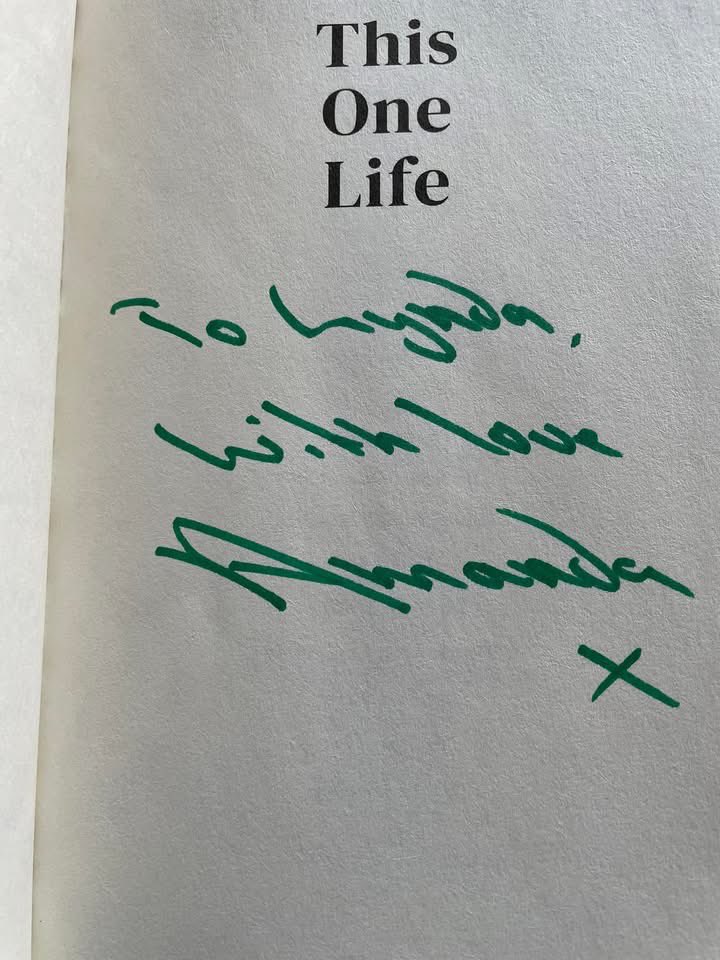 This
One
Life
To Lynda,
With love
Amanda
x